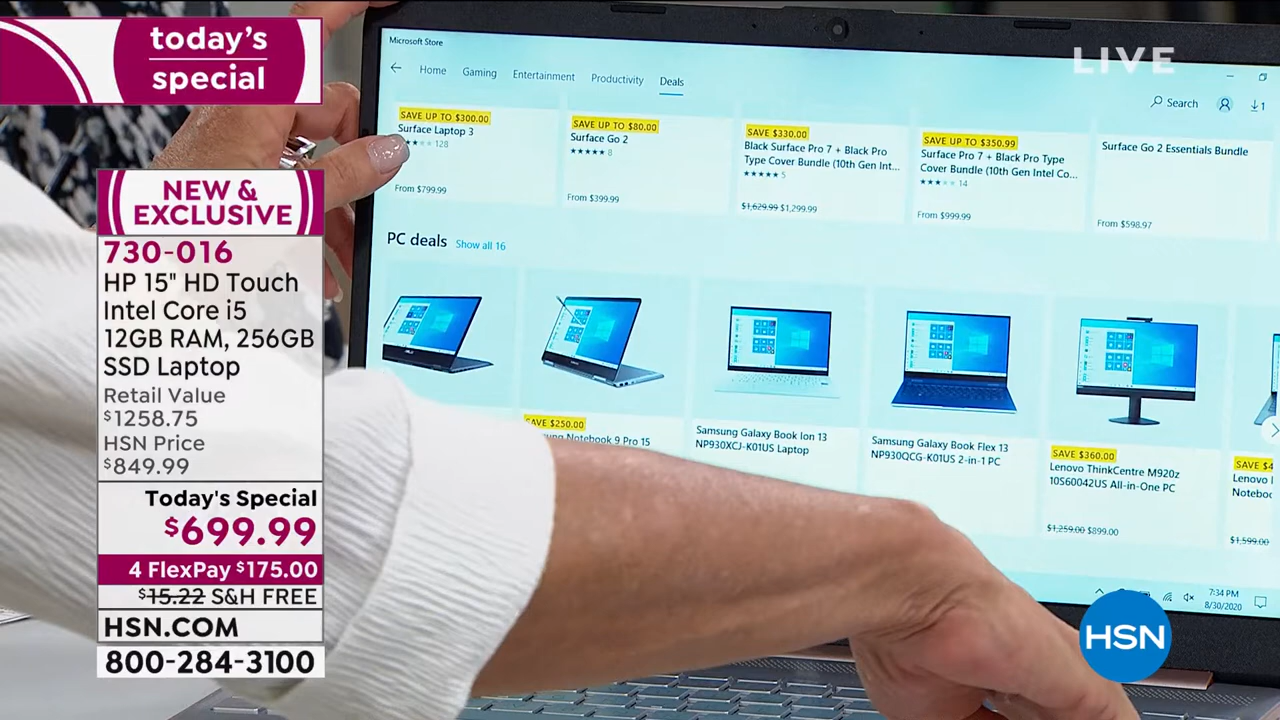 today's
special
LIVE
NEW &
EXCLUSIVE
730-016
HP 15" HD Touch
Intel Core i5
12GB RAM, 256GB
SSD Laptop
Retail Value
$1258.75
HSN Price
$849.99
Today's Special
$699.99
4 FlexPay $175.00
$15.22 S&H FREE
HSN.COM
800-284-3100
Microsoft Store
Home Gaming Entertainment Productivity Deals
Search
1
SAVE UP TO $300.00
Surface Laptop 3
128
From $799.99
SAVE UP TO $80.00
Surface Go 2
8
From $399.99
SAVE $330.00
Black Surface Pro 7 + Black Pro
Type Cover Bundle (10th Gen Int...
5
$1,629.99 $1,299.99
SAVE UP TO $350.99
Surface Pro 7 + Black Pro Type
Cover Bundle (10th Gen Intel Co...
14
From $999.99
Surface Go 2 Essentials Bundle
From $598.97
PC deals Show all 16
SAVE $250.00
Notebook 9 Pro 15
Samsung Galaxy Book Ion 13
NP930XCJ-K01US Laptop
Samsung Galaxy Book Flex 13
NP930QCG-K01US 2-in-1 PC
SAVE $360.00
Lenovo ThinkCentre M920z
10S60042US All-in-One PC
$1,259.00 $899.00
SAVE $4
Lenovo
Noteboo
$1,599.00
7:34 PM
8/30/2020
HSN